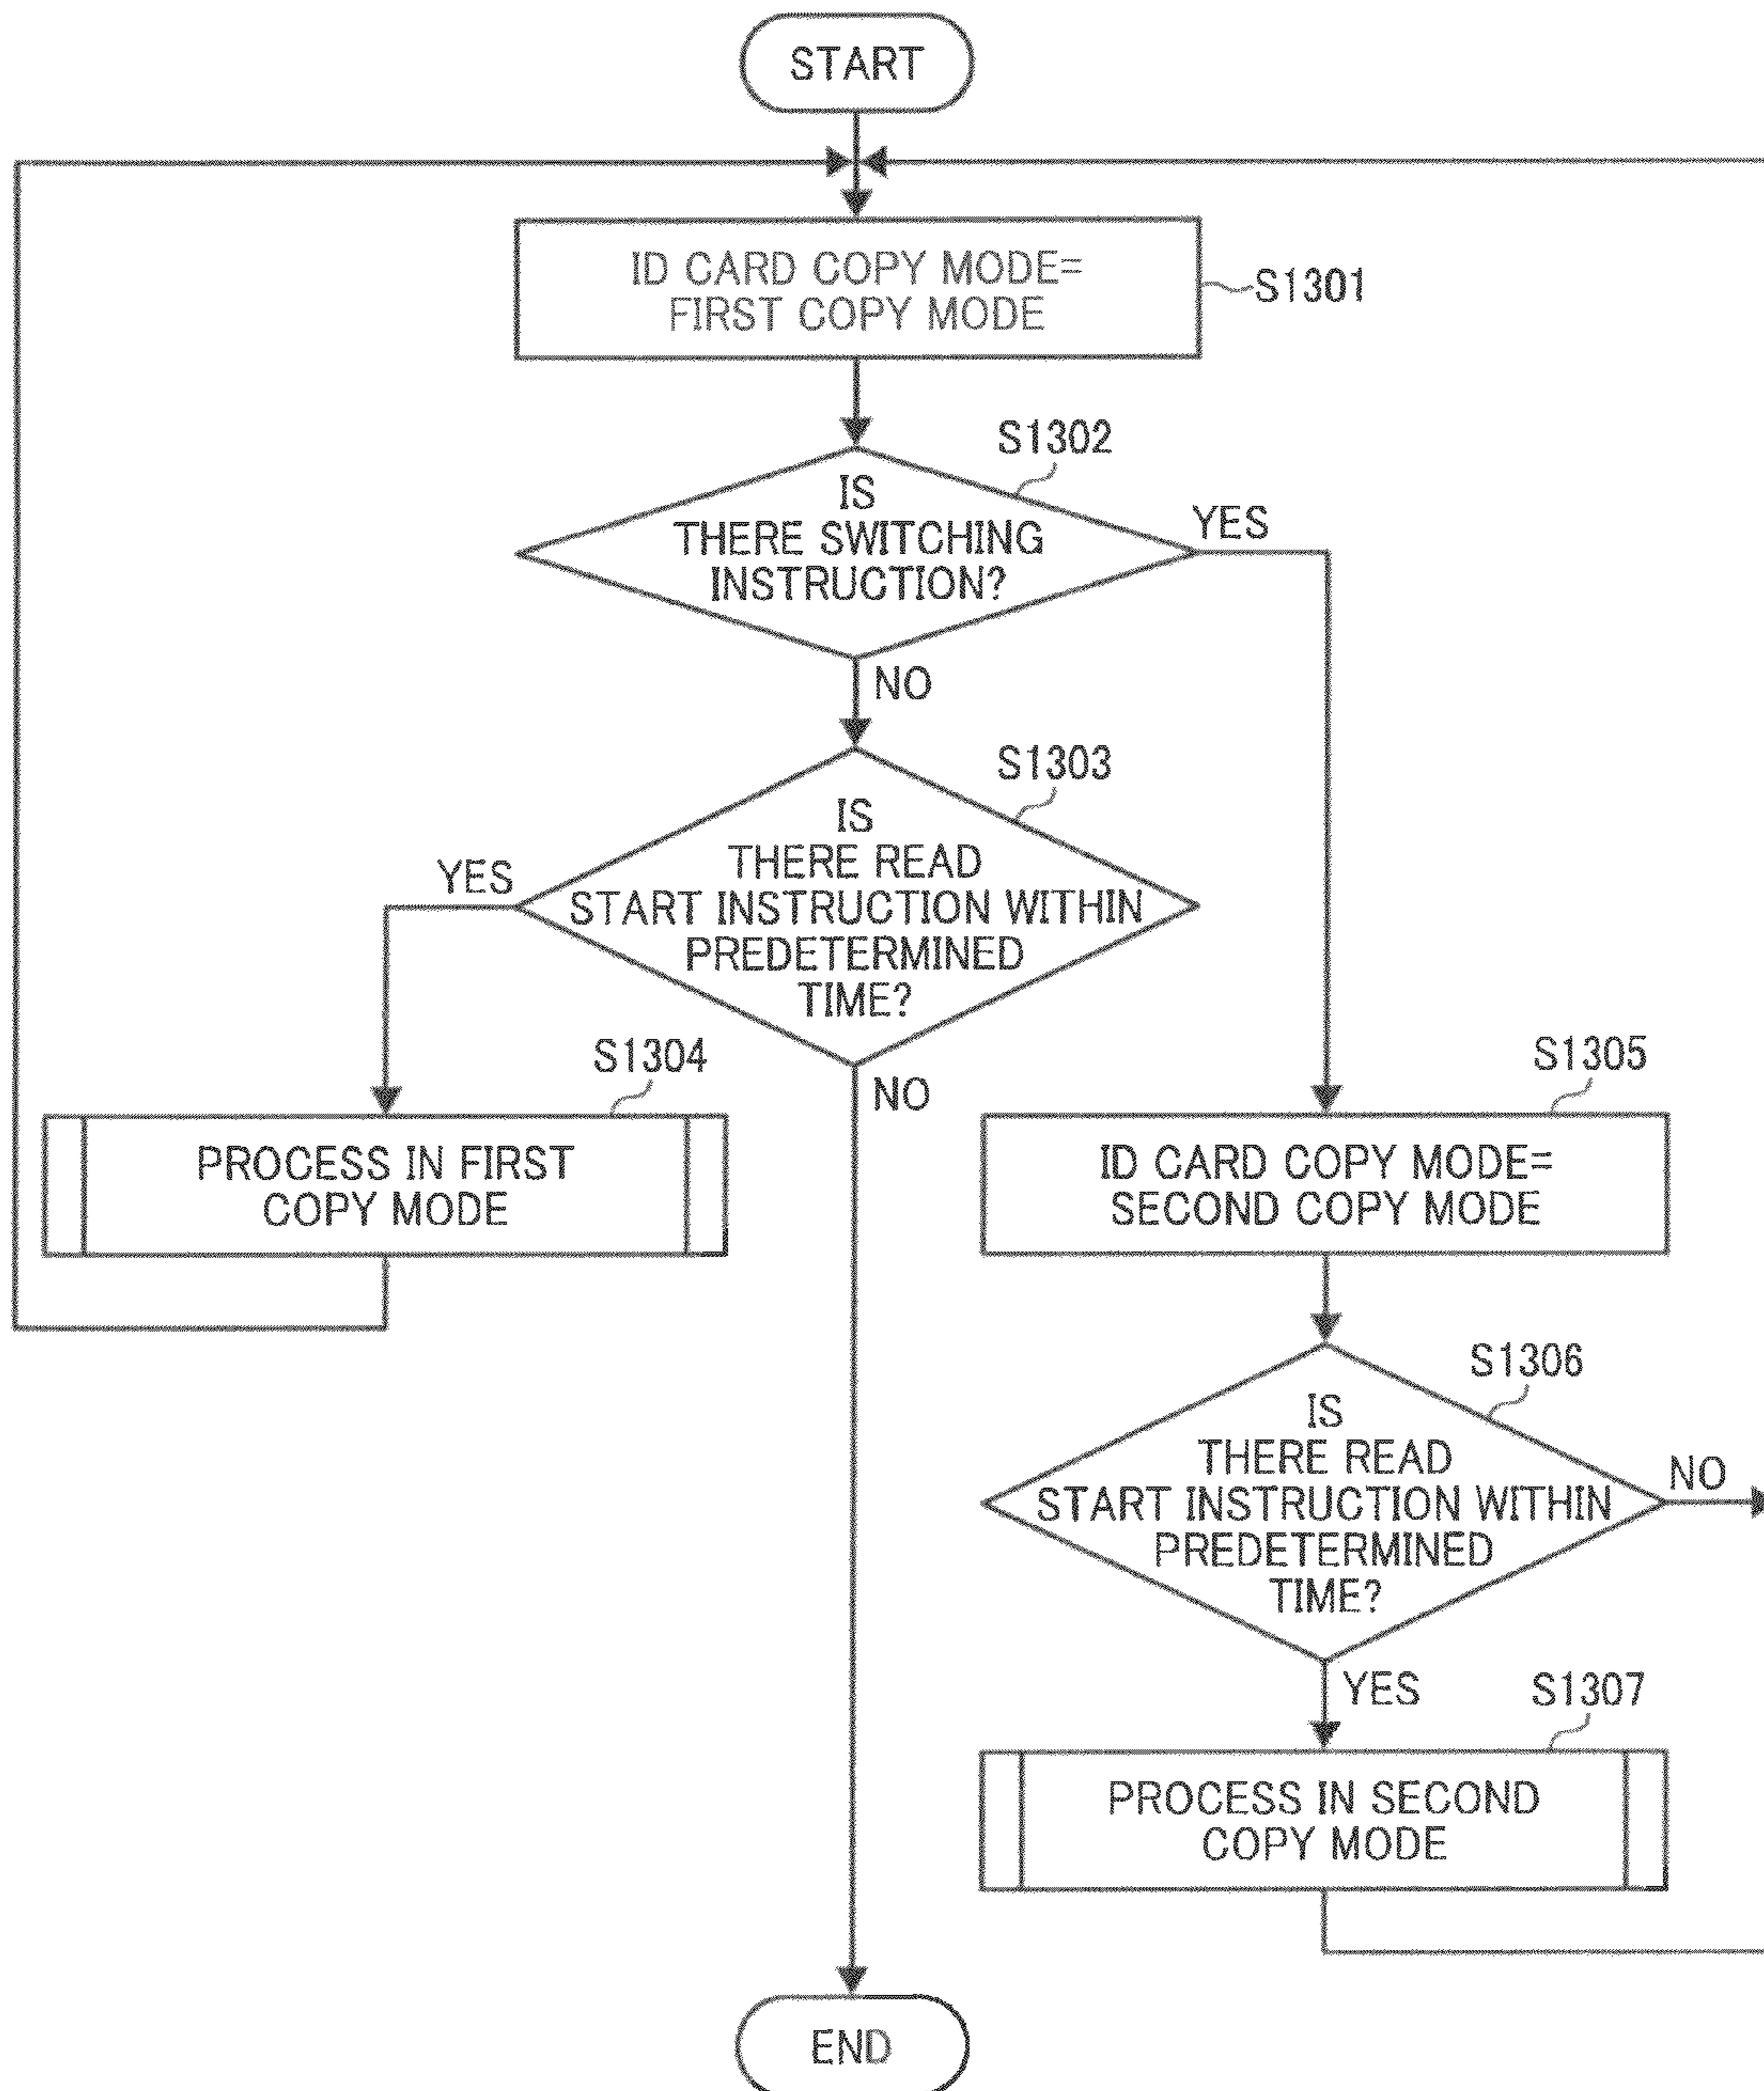 START
ID CARD COPY MODE=
FIRST COPY MODE
S1301
S1302
IS
THERE SWITCHING
INSTRUCTION?
YES
NO
S1303
IS
THERE READ
START INSTRUCTION WITHIN
PREDETERMINED
TIME?
YES
NO
S1304
PROCESS IN FIRST
COPY MODE
S1305
ID CARD COPY MODE=
SECOND COPY MODE
S1306
IS
THERE READ
START INSTRUCTION WITHIN
PREDETERMINED
TIME?
NO
YES
S1307
PROCESS IN SECOND
COPY MODE
END